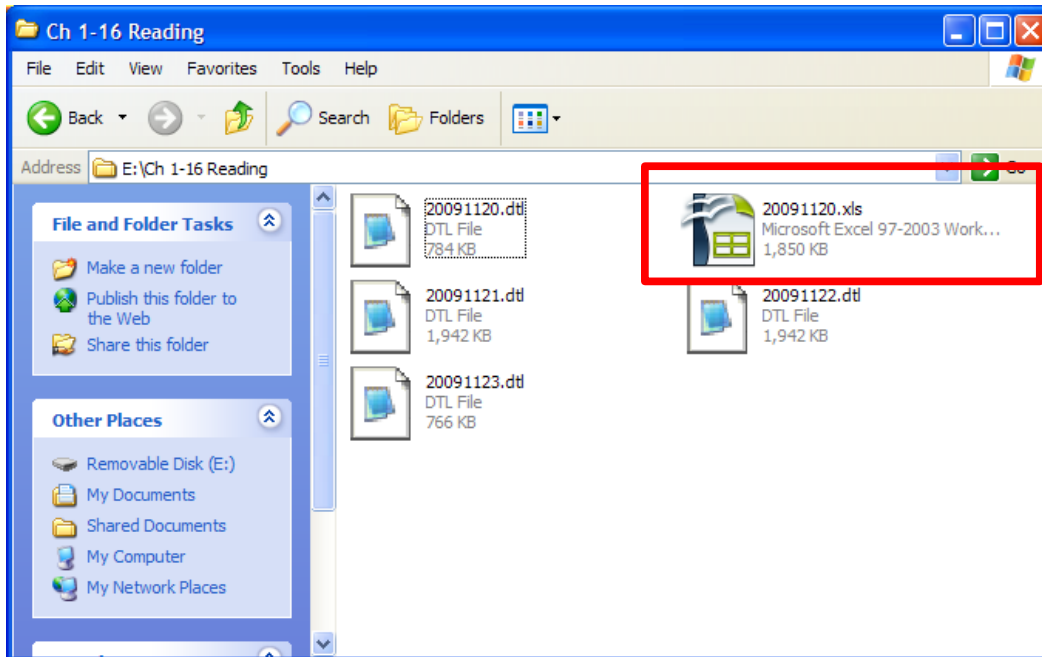 Ch 1-16 Reading
File Edit View Favorites Tools Help
Back Search Folders
Address E:\Ch 1-16 Reading Go
File and Folder Tasks
Make a new folder
Publish this folder to
the Web
Share this folder
Other Places
Removable Disk (E:)
My Documents
Shared Documents
My Computer
My Network Places
20091120.dtl
DTL File
784 KB
20091120.xls
Microsoft Excel 97-2003 Work...
1,850 KB
20091121.dtl
DTL File
1,942 KB
20091122.dtl
DTL File
1,942 KB
20091123.dtl
DTL File
766 KB